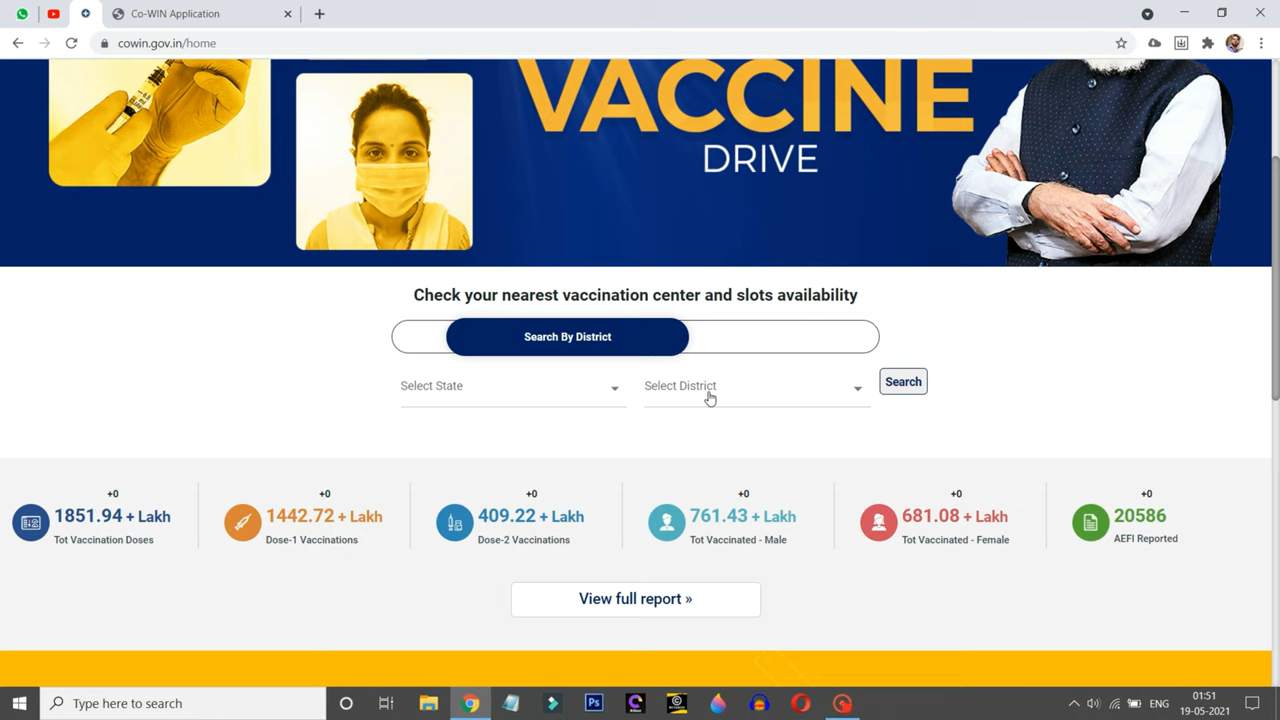 Co-WIN Application
cowin.gov.in/home
VACCINE
DRIVE
Check your nearest vaccination center and slots availability
Search By District
Select State
Select District
Search
+0
1851.94 + Lakh
Tot Vaccination Doses
+0
1442.72 + Lakh
Dose-1 Vaccinations
+0
409.22 + Lakh
Dose-2 Vaccinations
+0
761.43 + Lakh
Tot Vaccinated - Male
+0
681.08 + Lakh
Tot Vaccinated - Female
+0
20586
AEFI Reported
View full report »
Type here to search
Ps
ENG
01:51
19-05-2021